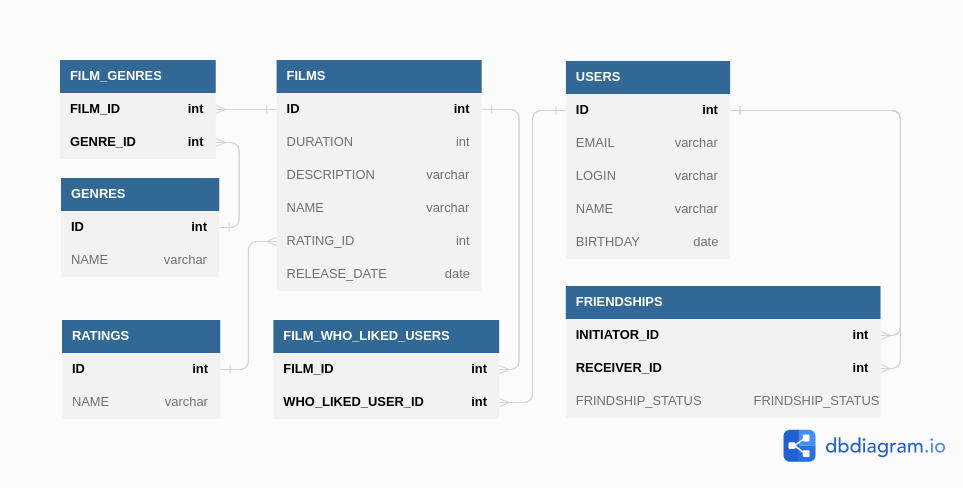 FILM_GENRES
FILM_ID int
GENRE_ID int
GENRES
ID int
NAME varchar
RATINGS
ID int
NAME varchar
FILMS
ID int
DURATION int
DESCRIPTION varchar
NAME varchar
RATING_ID int
RELEASE_DATE date
FILM_WHO_LIKED_USERS
FILM_ID int
WHO_LIKED_USER_ID int
USERS
ID int
EMAIL varchar
LOGIN varchar
NAME varchar
BIRTHDAY date
FRIENDSHIPS
INITIATOR_ID int
RECEIVER_ID int
FRINDSHIP_STATUS FRINDSHIP_STATUS
dbdiagram.io